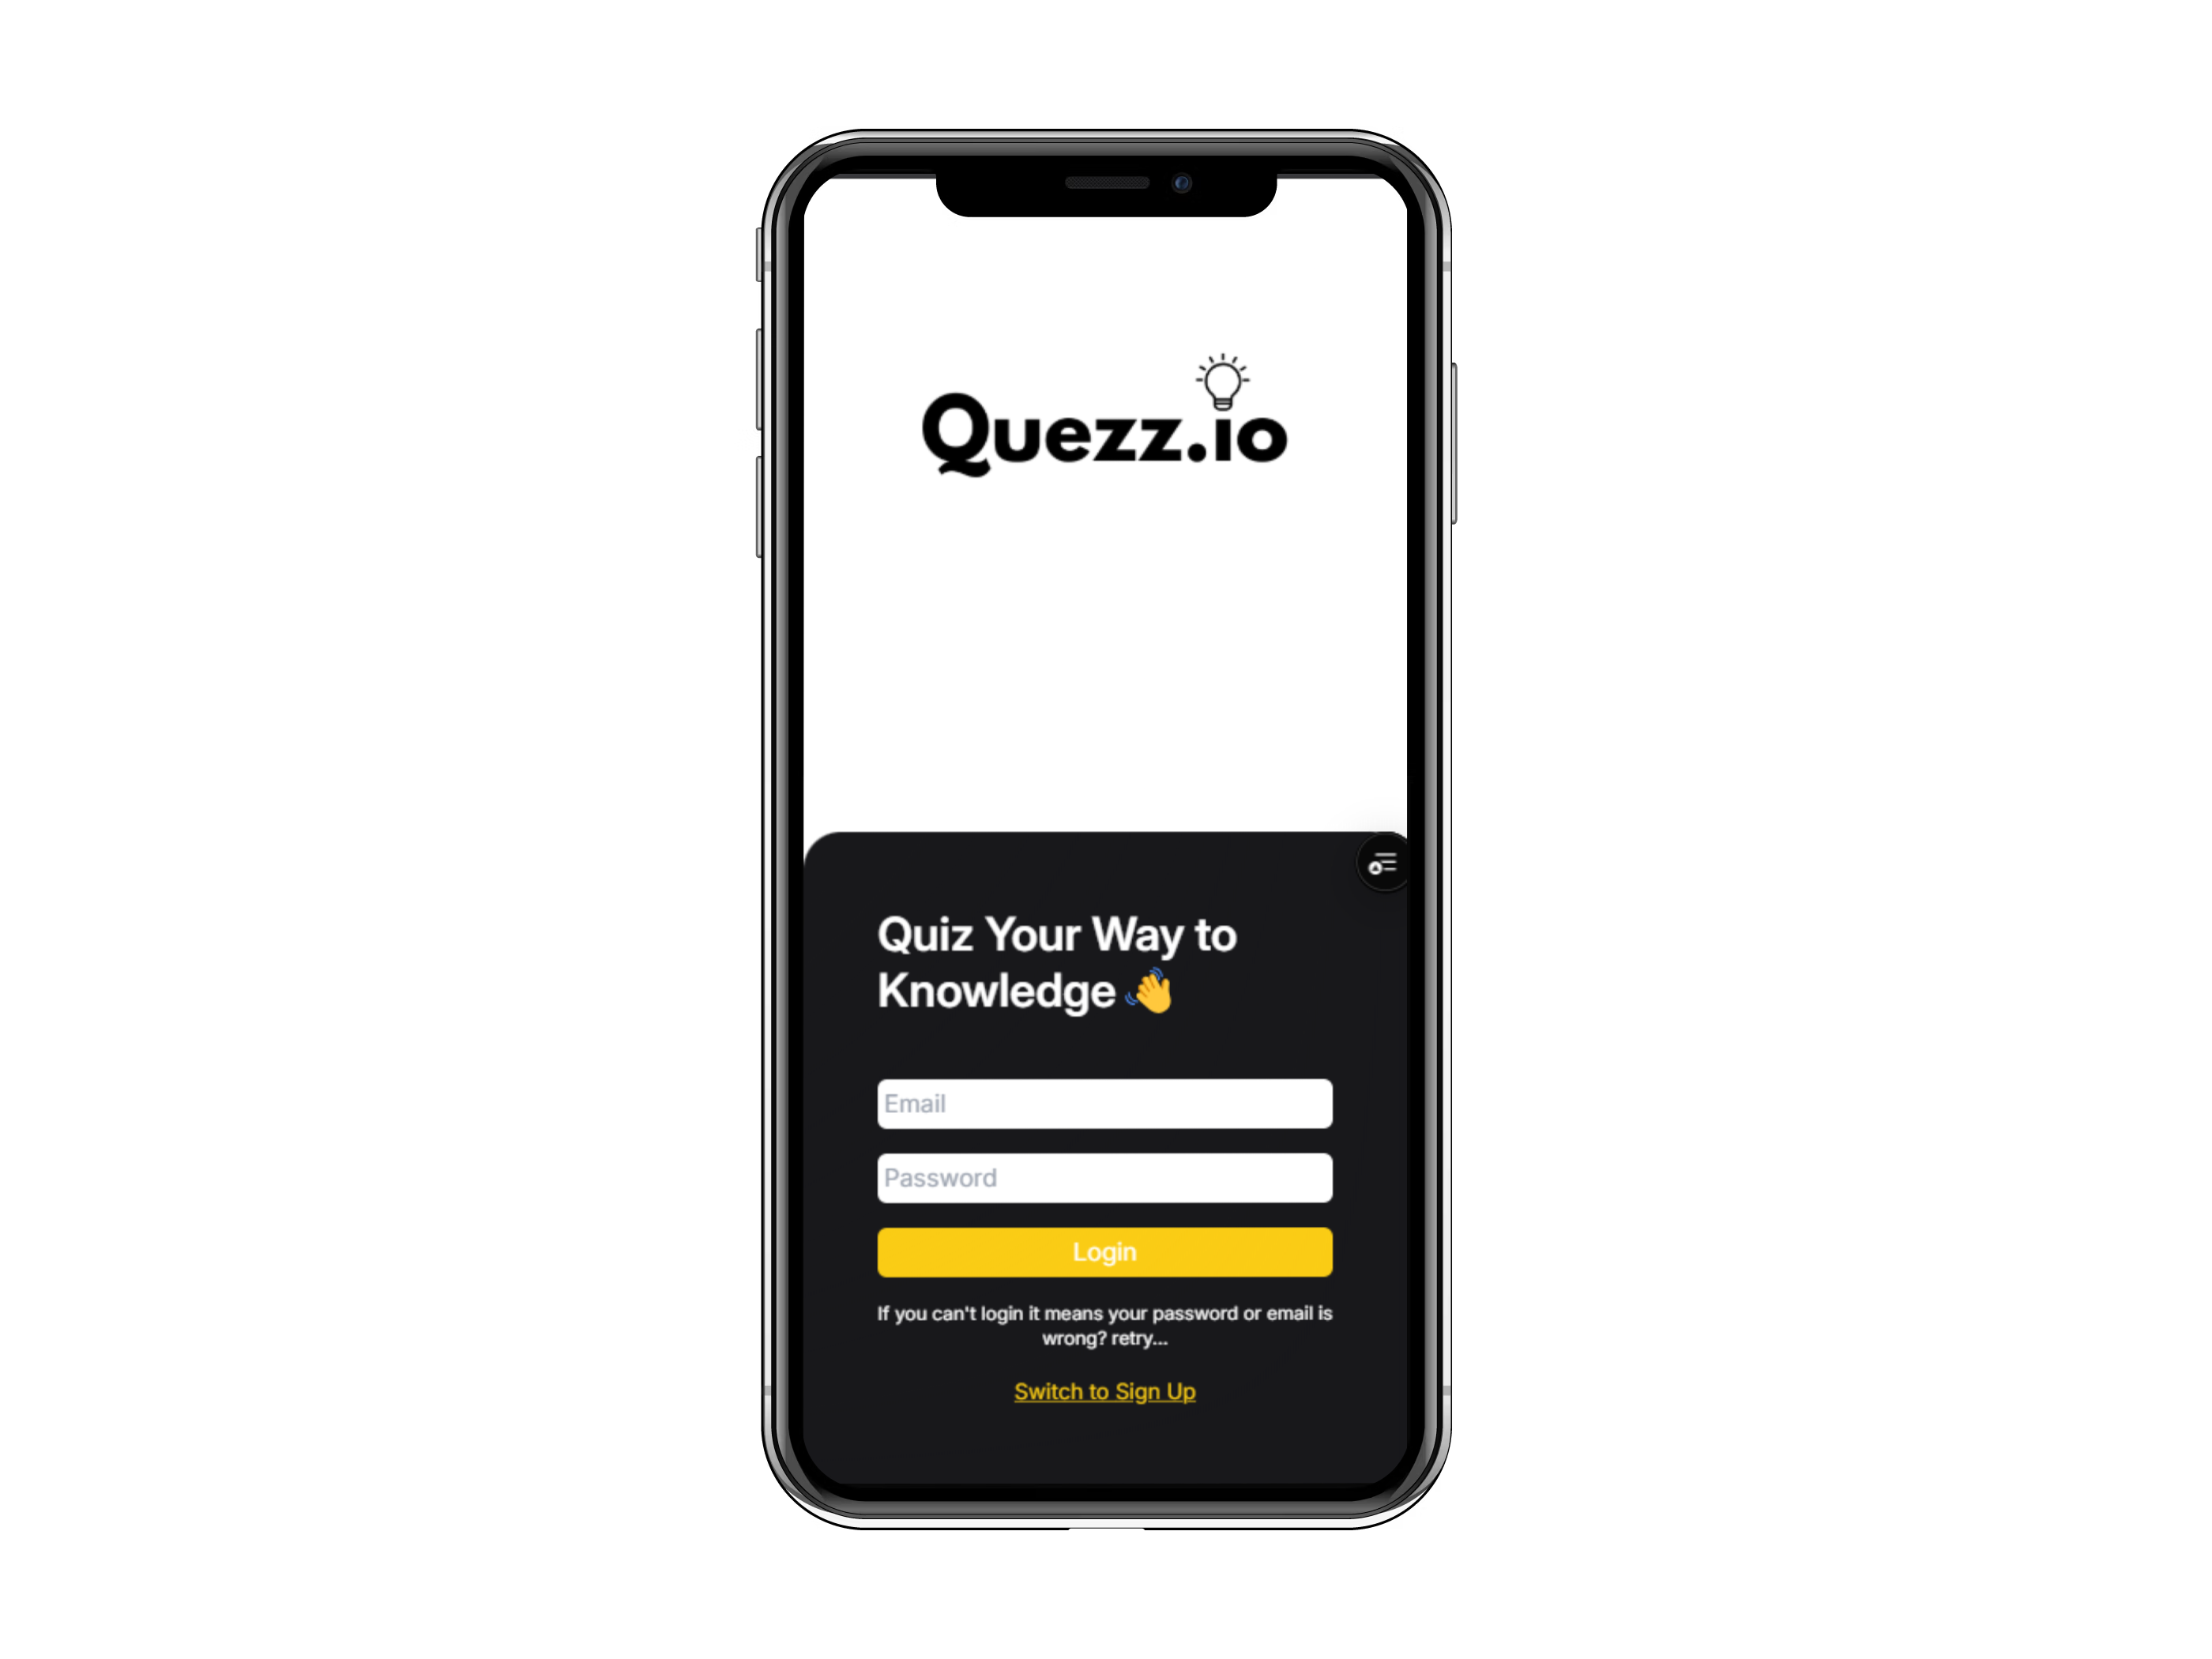 Quezz.io
Quiz Your Way to
Knowledge 👋
Email
Password
Login
If you can't login it means your password or email is
wrong? retry...
Switch to Sign Up